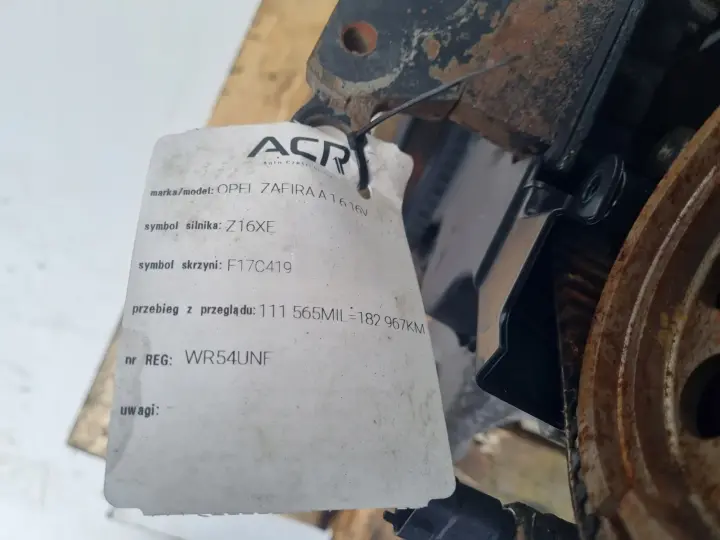 ACR
marka/model: OPEL ZAFIRA A 1.6 16V
symbol silnika: Z16XE
symbol skrzyni: F17C419
przebieg z przeglądu: 111 565MIL=182 967KM
nr REG: WR54UNF
uwagi: -